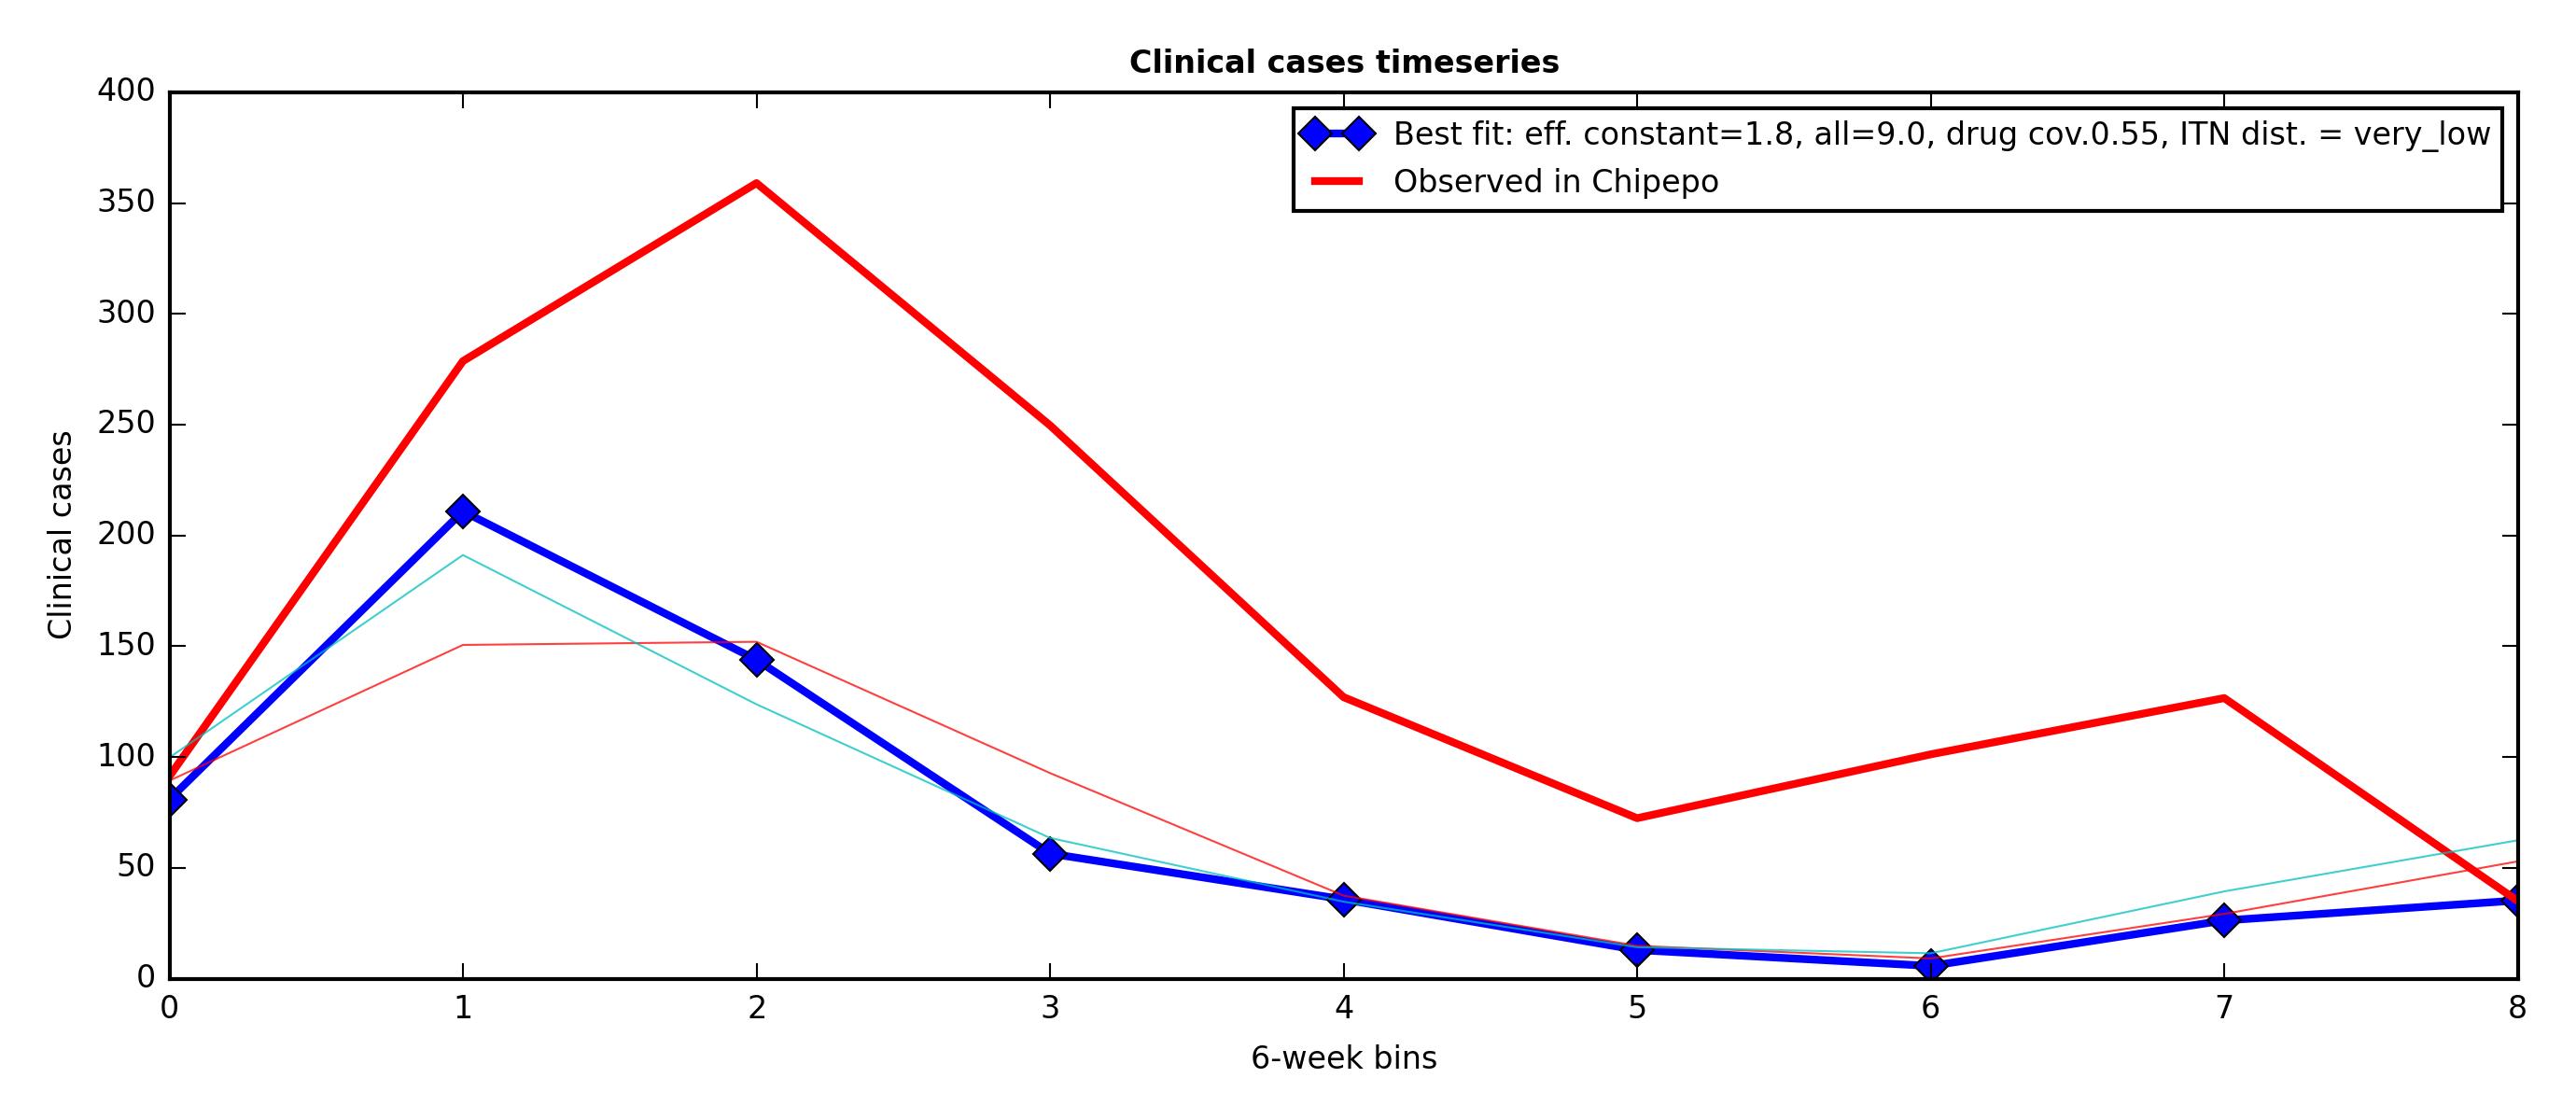 Clinical cases timeseries
400
350
300
250
200
150
100
50
0
Clinical cases
Best fit: eff. constant=1.8, all=9.0, drug cov.0.55, ITN dist. = very_low
Observed in Chipepo
0 1 2 3 4 5 6 7 8
6-week bins